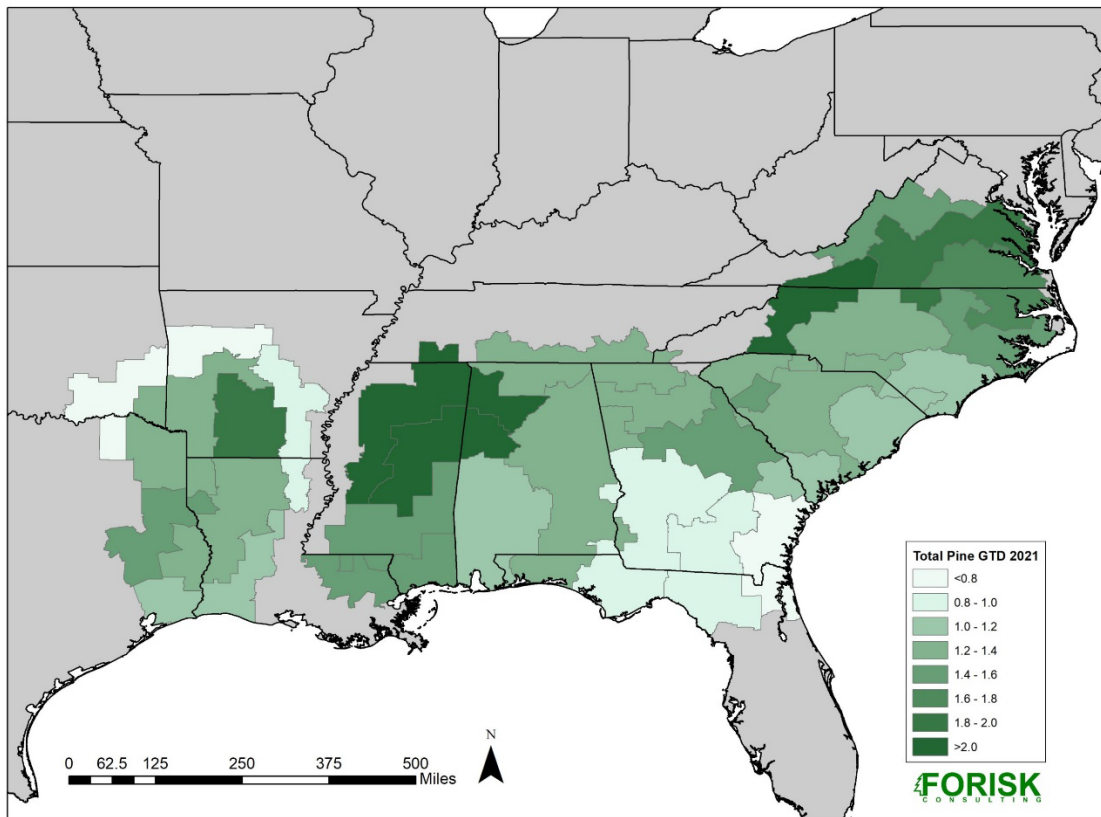 Total Pine GTD 2021
<0.8
0.8 - 1.0
1.0 - 1.2
1.2 - 1.4
1.4 - 1.6
1.6 - 1.8
1.8 - 2.0
>2.0
N
0 62.5 125 250 375 500
Miles
FORISK
CONSULTING